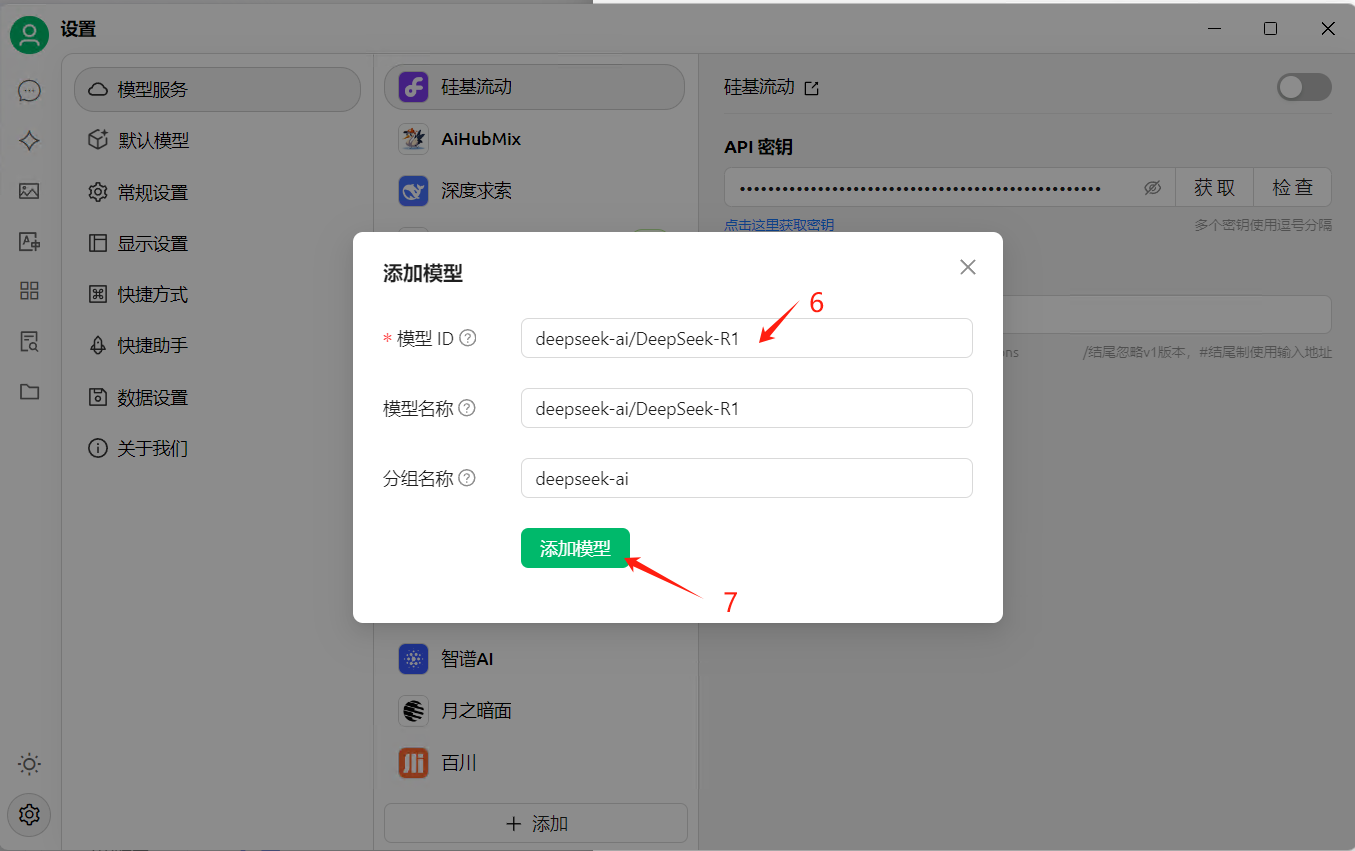 设置
模型服务
默认模型
常规设置
显示设置
快捷方式
快捷助手
数据设置
关于我们
硅基流动
AiHubMix
深度求索
智谱AI
月之暗面
百川
添加
硅基流动
API 密钥
••••••••••••••••••••••••••••••••••••••••••••••••••• 获取 检查
点击这里获取密钥 多个密钥使用逗号分隔
/结尾忽略v1版本，#结尾制使用输入地址
添加模型
* 模型 ID deepseek-ai/DeepSeek-R1
6
模型名称 deepseek-ai/DeepSeek-R1
分组名称 deepseek-ai
添加模型
7